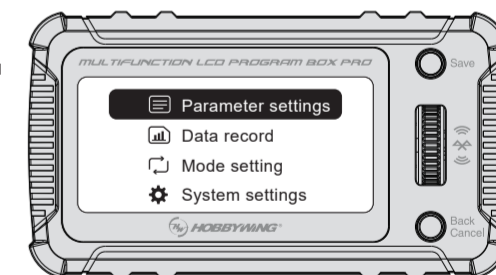 MULTIFUNCTION LCD PROGRAM BOX PRO
Save
Parameter settings
Data record
Mode setting
System settings
Back
Cancel
HOBBYWING